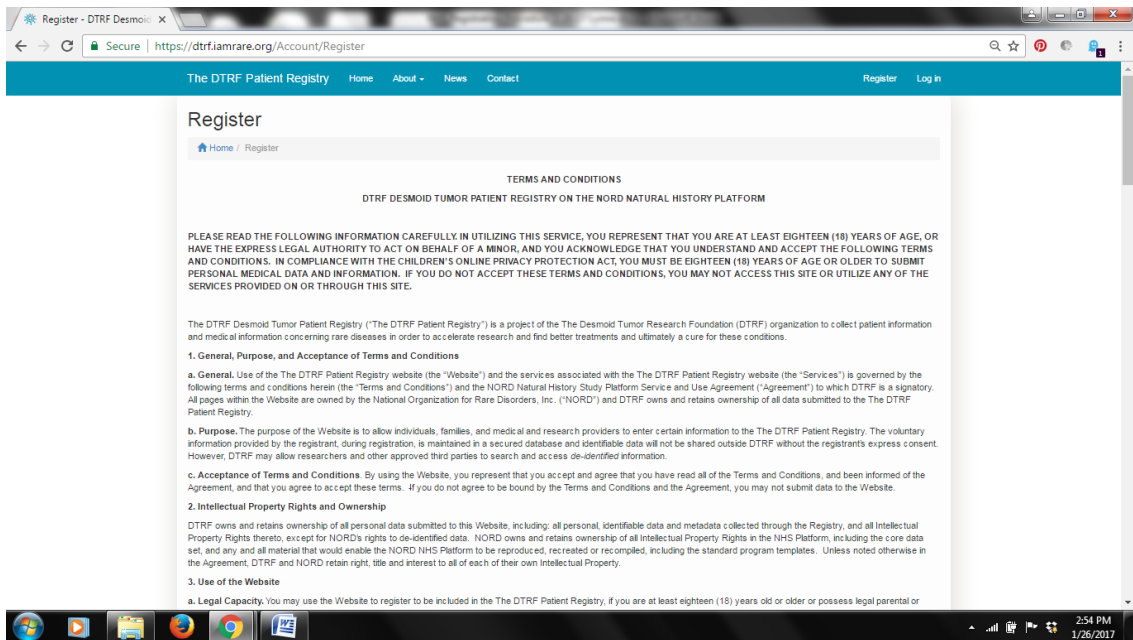 Register - DTRF Desmoid
Secure | https://dtrf.iamrare.org/Account/Register
1
The DTRF Patient Registry Home About News Contact Register Log in
Register
Home / Register
TERMS AND CONDITIONS
DTRF DESMOID TUMOR PATIENT REGISTRY ON THE NORD NATURAL HISTORY PLATFORM
PLEASE READ THE FOLLOWING INFORMATION CAREFULLY. IN UTILIZING THIS SERVICE, YOU REPRESENT THAT YOU ARE AT LEAST EIGHTEEN (18) YEARS OF AGE, OR
HAVE THE EXPRESS LEGAL AUTHORITY TO ACT ON BEHALF OF A MINOR, AND YOU ACKNOWLEDGE THAT YOU UNDERSTAND AND ACCEPT THE FOLLOWING TERMS
AND CONDITIONS. IN COMPLIANCE WITH THE CHILDREN'S ONLINE PRIVACY PROTECTION ACT, YOU MUST BE EIGHTEEN (18) YEARS OF AGE OR OLDER TO SUBMIT
PERSONAL MEDICAL DATA AND INFORMATION. IF YOU DO NOT ACCEPT THESE TERMS AND CONDITIONS, YOU MAY NOT ACCESS THIS SITE OR UTILIZE ANY OF THE
SERVICES PROVIDED ON OR THROUGH THIS SITE.
The DTRF Desmoid Tumor Patient Registry ("The DTRF Patient Registry") is a project of the The Desmoid Tumor Research Foundation (DTRF) organization to collect patient information
and medical information concerning rare diseases in order to accelerate research and find better treatments and ultimately a cure for these conditions.
1. General, Purpose, and Acceptance of Terms and Conditions
a. General. Use of the The DTRF Patient Registry website (the "Website") and the services associated with the The DTRF Patient Registry website (the "Services") is governed by the
following terms and conditions herein (the "Terms and Conditions") and the NORD Natural History Study Platform Service and Use Agreement ("Agreement") to which DTRF is a signatory.
All pages within the Website are owned by the National Organization for Rare Disorders, Inc. ("NORD") and DTRF owns and retains ownership of all data submitted to the The DTRF
Patient Registry.
b. Purpose. The purpose of the Website is to allow individuals, families, and medical and research providers to enter certain information to the The DTRF Patient Registry. The voluntary
information provided by the registrant, during registration, is maintained in a secured database and identifiable data will not be shared outside DTRF without the registrant's express consent.
However, DTRF may allow researchers and other approved third parties to search and access de-identified information.
c. Acceptance of Terms and Conditions. By using the Website, you represent that you accept and agree that you have read all of the Terms and Conditions, and been informed of the
Agreement, and that you agree to accept these terms. If you do not agree to be bound by the Terms and Conditions and the Agreement, you may not submit data to the Website.
2. Intellectual Property Rights and Ownership
DTRF owns and retains ownership of all personal data submitted to this Website, including: all personal, identifiable data and metadata collected through the Registry, and all Intellectual
Property Rights thereto, except for NORD's rights to de-identified data. NORD owns and retains ownership of all Intellectual Property Rights in the NHS Platform, including the core data
set, and any and all material that would enable the NORD NHS Platform to be reproduced, recreated or recompiled, including the standard program templates. Unless noted otherwise in
the Agreement, DTRF and NORD retain right, title and interest to all of each of their own Intellectual Property.
3. Use of the Website
a. Legal Capacity. You may use the Website to register to be included in the The DTRF Patient Registry, if you are at least eighteen (18) years old or older or possess legal parental or
2:54 PM
1/26/2017